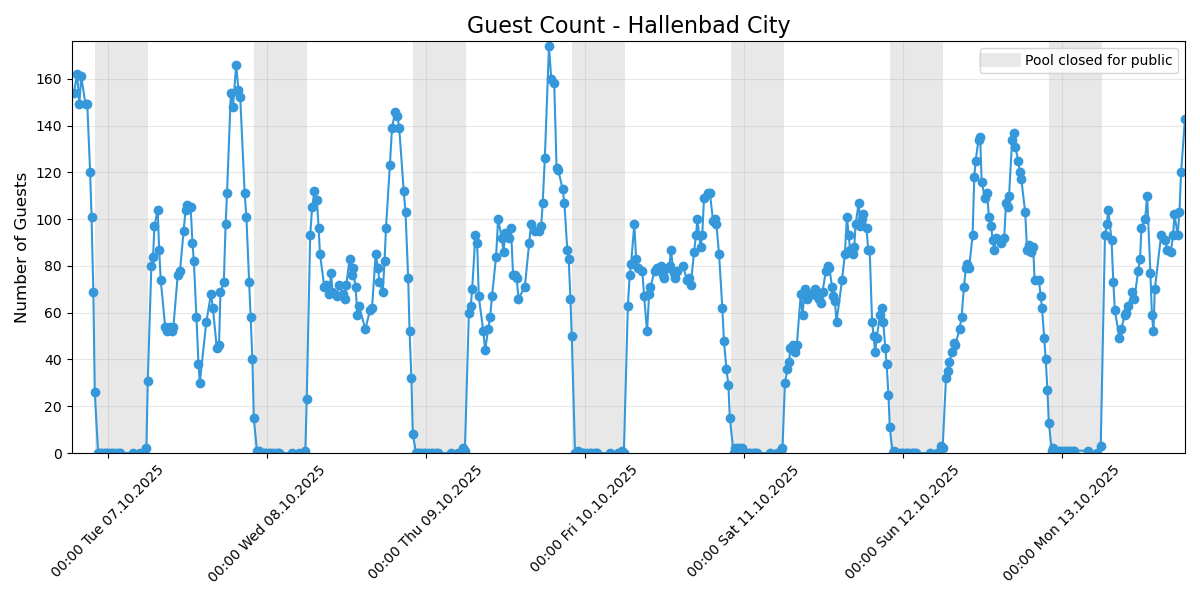 Guest Count - Hallenbad City
Pool closed for public
Number of Guests
160
140
120
100
80
60
40
20
0
00:00 Tue 07.10.2025
00:00 Wed 08.10.2025
00:00 Thu 09.10.2025
00:00 Fri 10.10.2025
00:00 Sat 11.10.2025
00:00 Sun 12.10.2025
00:00 Mon 13.10.2025